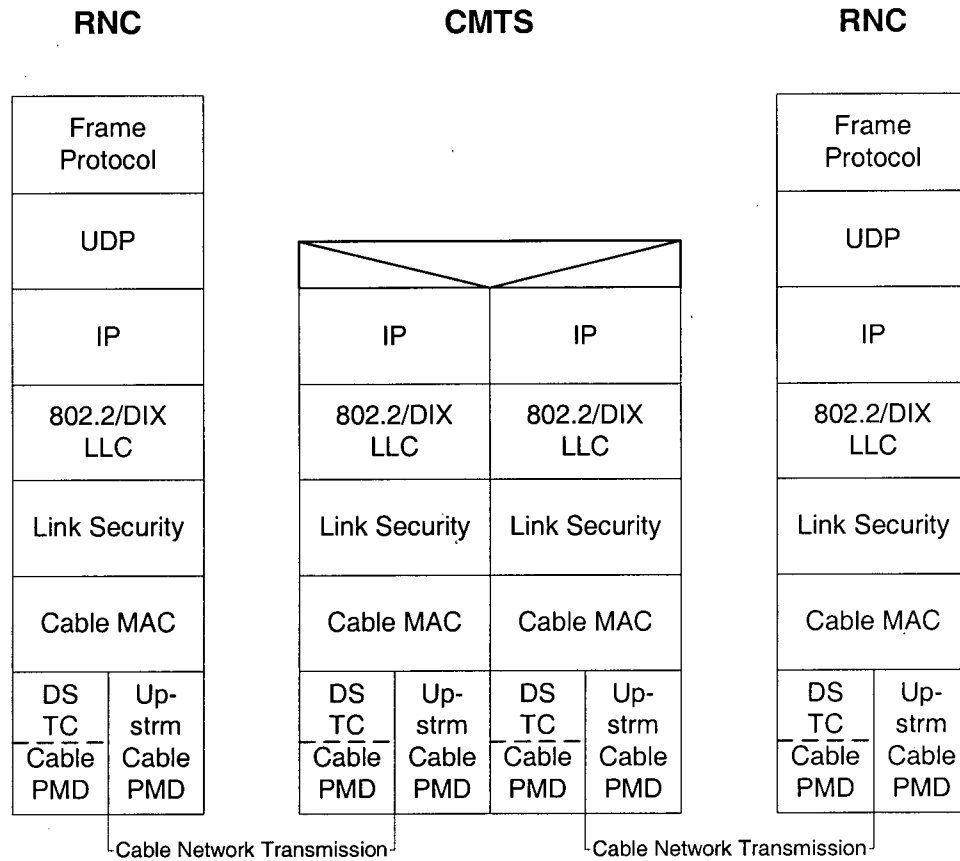 RNC
CMTS
RNC
Frame
Protocol
UDP
IP
802.2/DIX
LLC
Link Security
Cable MAC
DS
TC
Cable
PMD
Up-
strm
Cable
PMD
IP
802.2/DIX
LLC
Link Security
Cable MAC
DS
TC
Cable
PMD
Up-
strm
Cable
PMD
IP
802.2/DIX
LLC
Link Security
Cable MAC
DS
TC
Cable
PMD
Up-
strm
Cable
PMD
Frame
Protocol
UDP
IP
802.2/DIX
LLC
Link Security
Cable MAC
DS
TC
Cable
PMD
Up-
strm
Cable
PMD
Cable Network Transmission
Cable Network Transmission